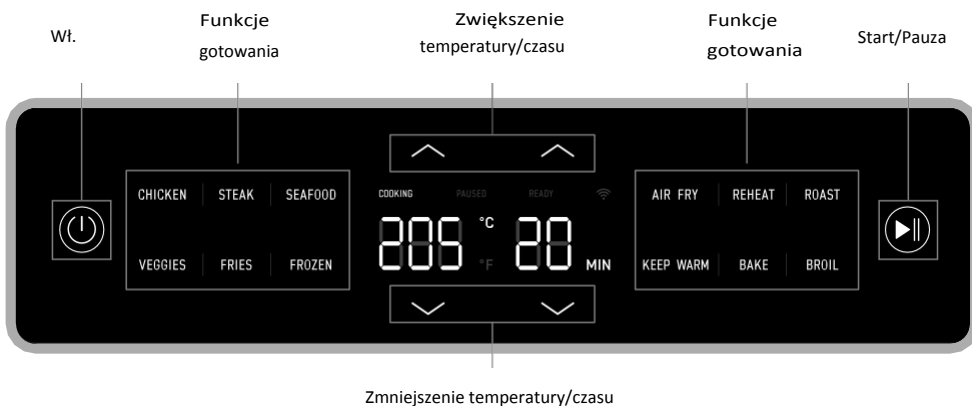 Wł.
Funkcje
gotowania
Zwiększenie
temperatury/czasu
Funkcje
gotowania
Start/Pauza
CHICKEN STEAK SEAFOOD
COOKING PAUSED READY
AIR FRY REHEAT ROAST
205 °C 20
°F MIN
VEGGIES FRIES FROZEN
KEEP WARM BAKE BROIL
Zmniejszenie temperatury/czasu